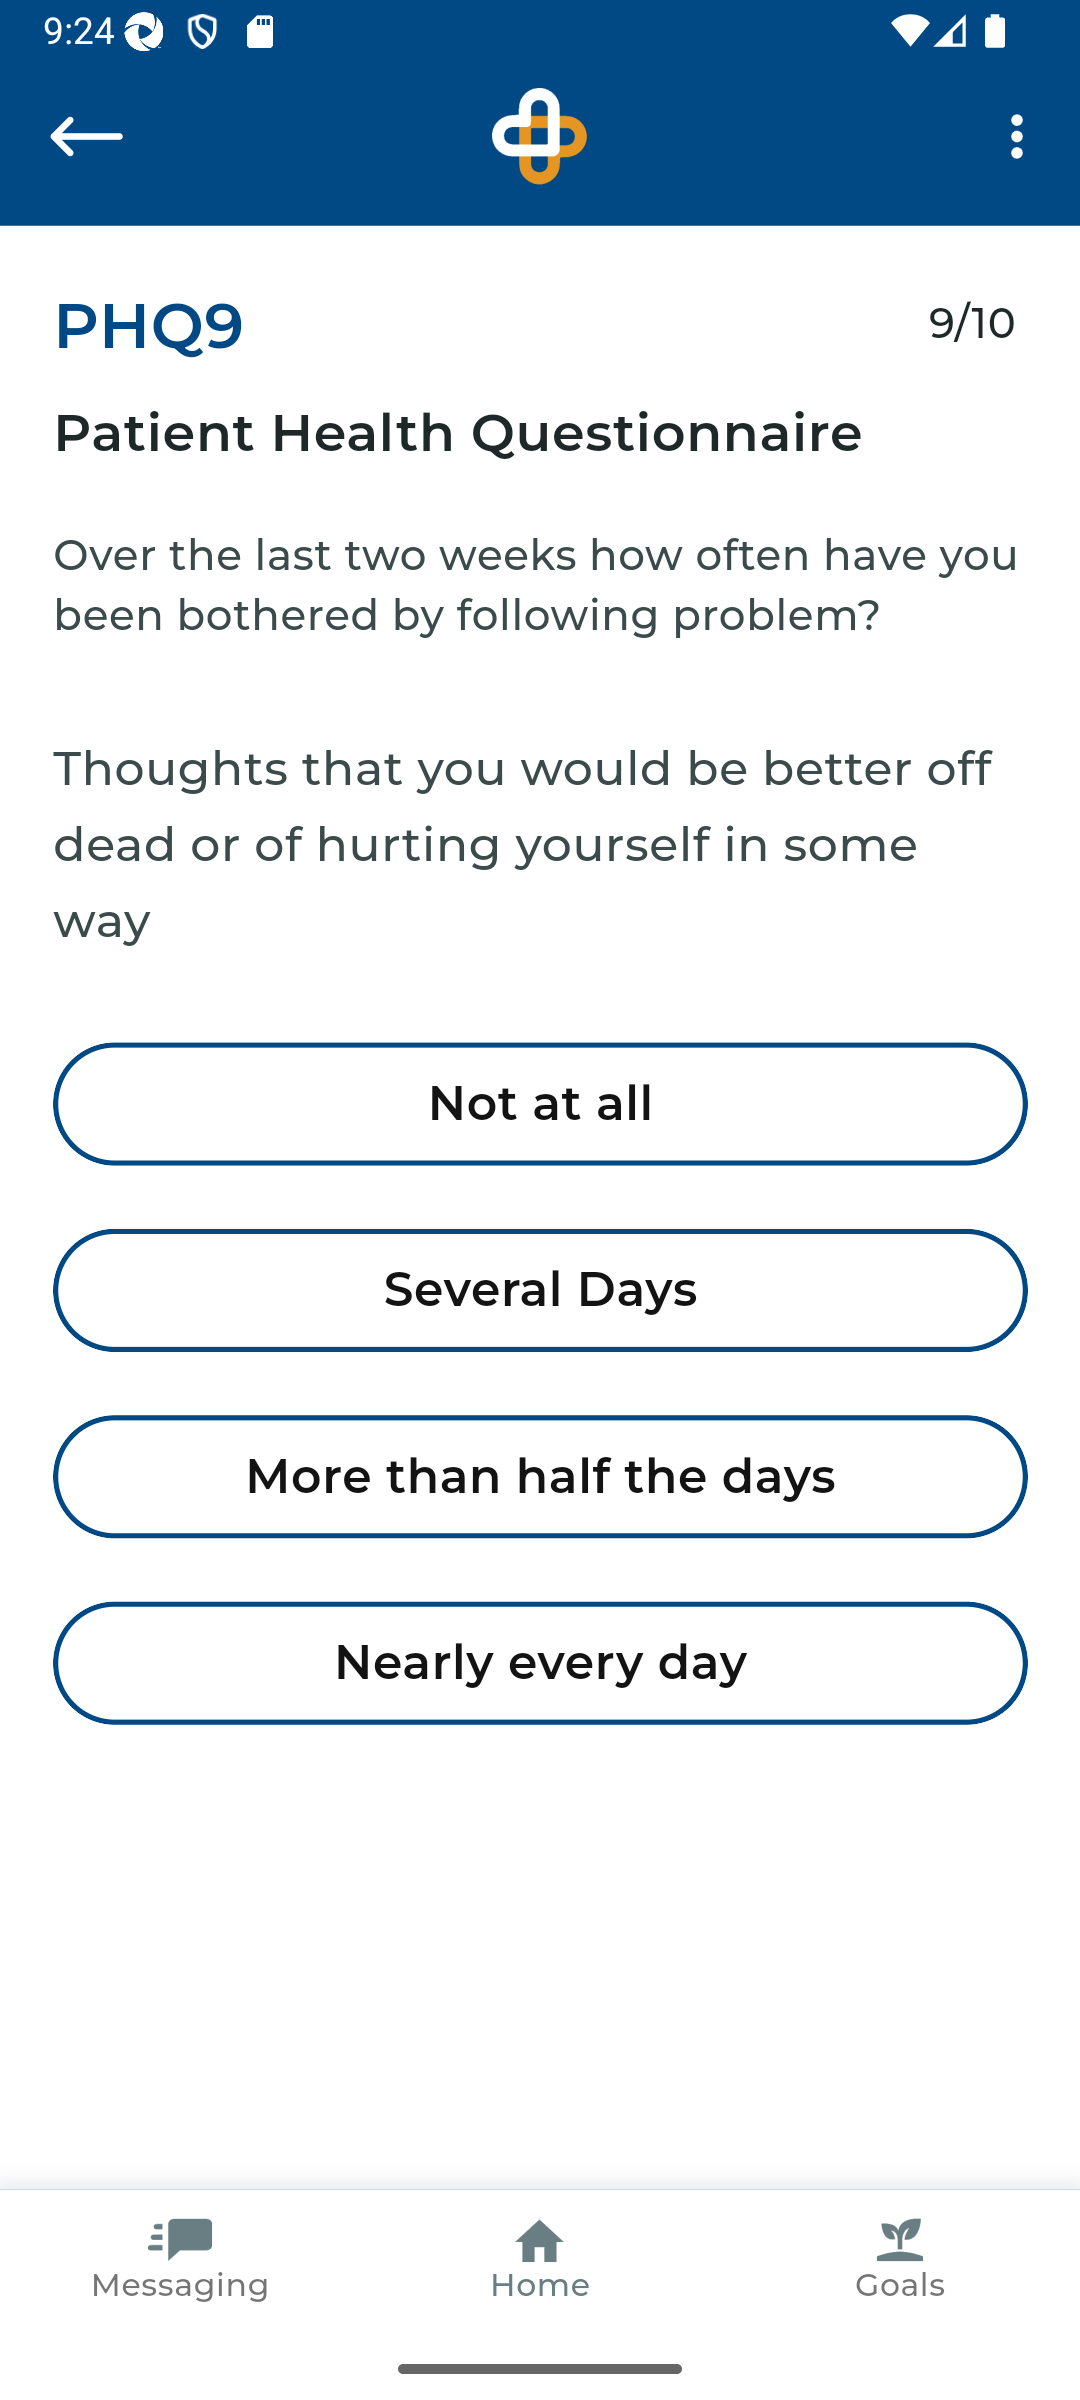 9:24
PHQ9
9/10
Patient Health Questionnaire
Over the last two weeks how often have you
been bothered by following problem?
Thoughts that you would be better off
dead or of hurting yourself in some
way
Not at all
Several Days
More than half the days
Nearly every day
Messaging
Home
Goals